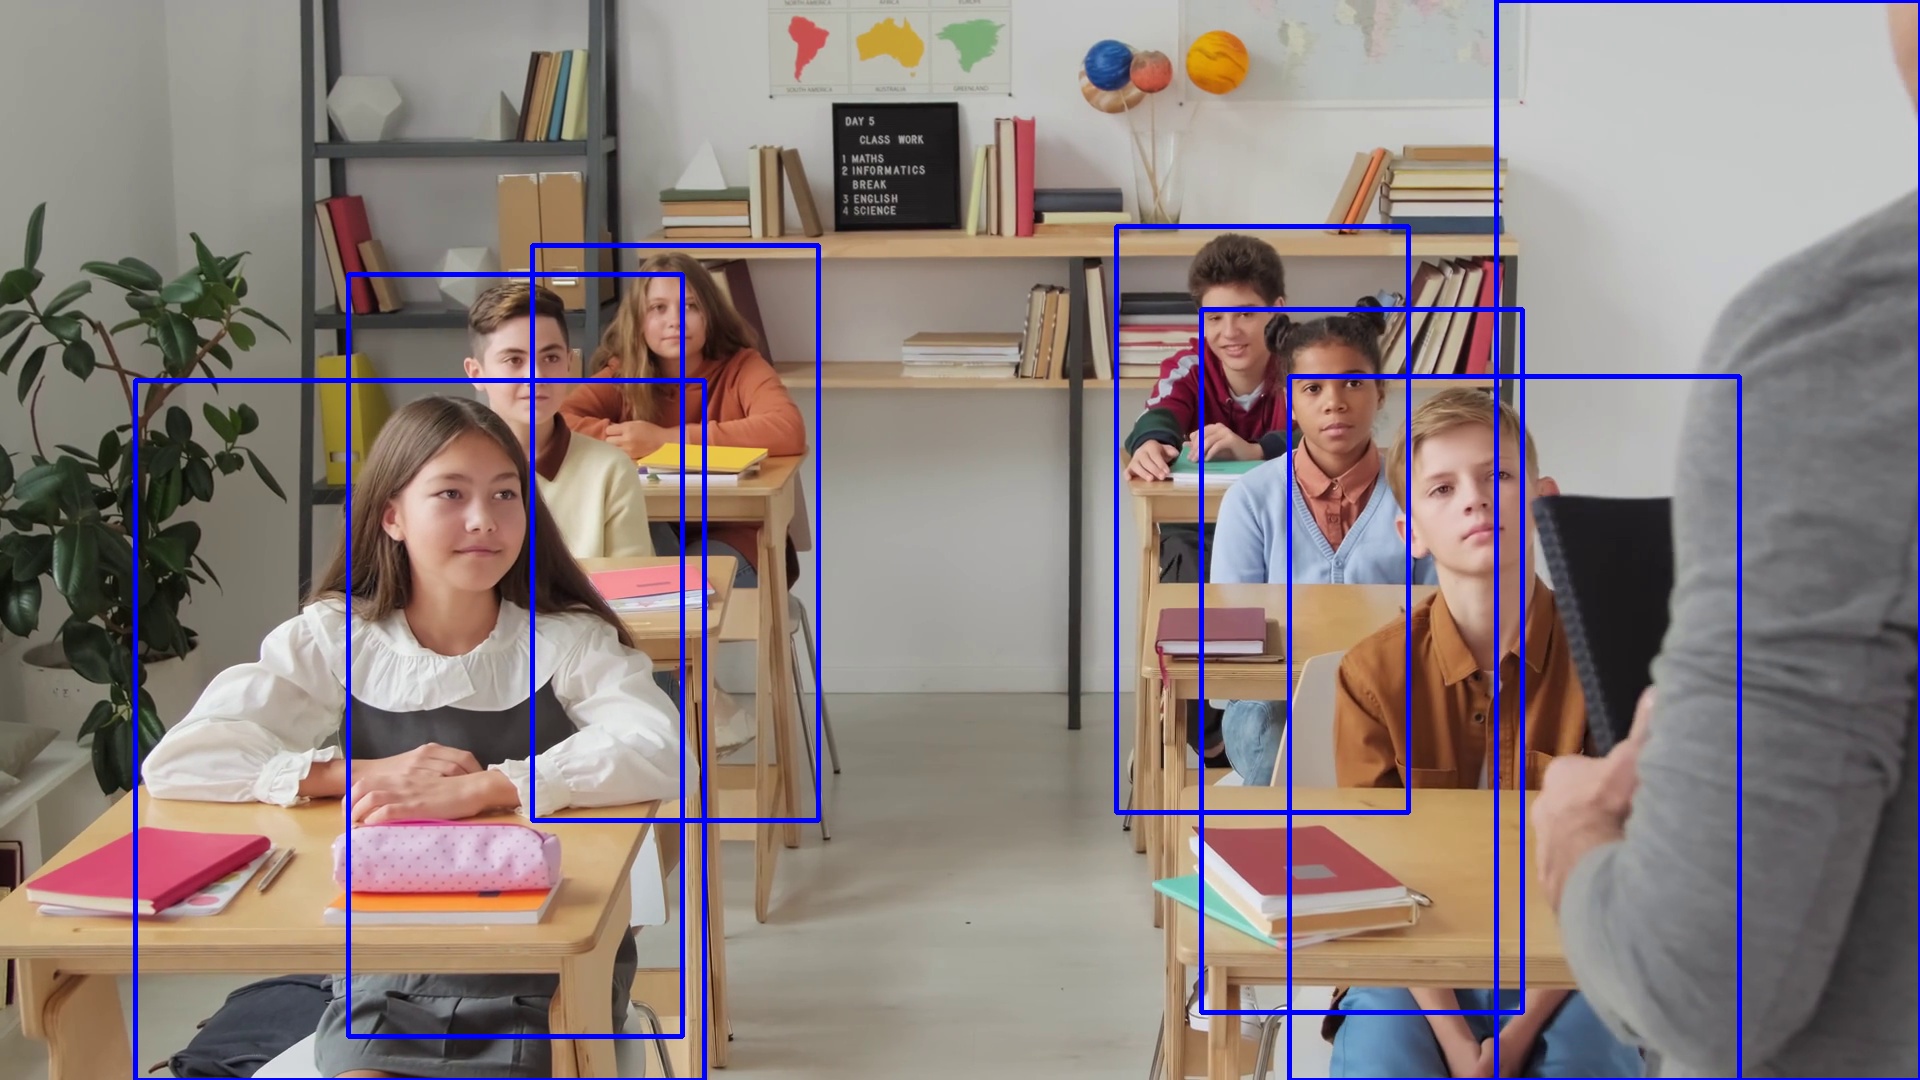 NORTH AMERICA
AFRICA
EUROPE
SOUTH AMERICA
AUSTRALIA
GREENLAND
DAY 5
CLASS WORK
1 MATHS
2 INFORMATICS
BREAK
3 ENGLISH
4 SCIENCE